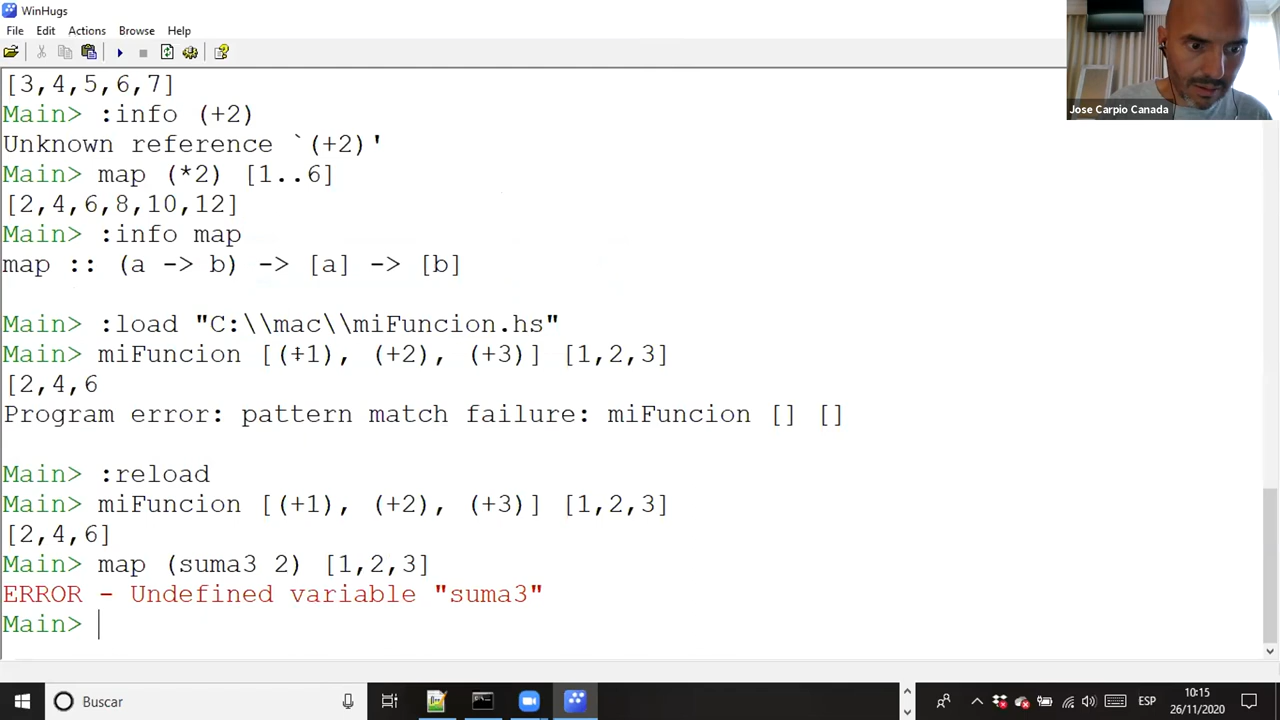 WinHugs
File Edit Actions Browse Help
[3,4,5,6,7]
Main> :info (+2)
Unknown reference `(+2)'
Main> map (*2) [1..6]
[2,4,6,8,10,12]
Main> :info map
map :: (a -> b) -> [a] -> [b]
Main> :load "C:\\mac\\miFuncion.hs"
Main> miFuncion [(+1), (+2), (+3)] [1,2,3]
[2,4,6
Program error: pattern match failure: miFuncion [] []
Main> :reload
Main> miFuncion [(+1), (+2), (+3)] [1,2,3]
[2,4,6]
Main> map (suma3 2) [1,2,3]
ERROR - Undefined variable "suma3"
Main>
Jose Carpio Canada
Buscar
ESP
10:15
26/11/2020